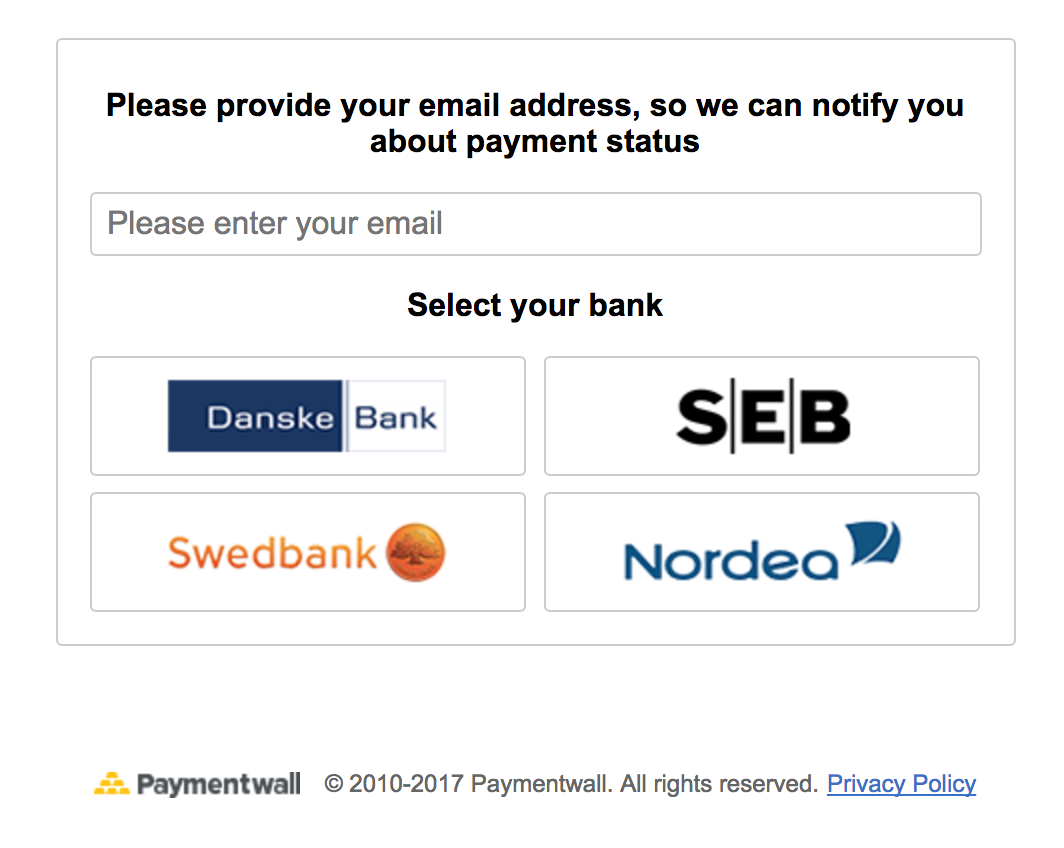 Please provide your email address, so we can notify you
about payment status
Please enter your email
Select your bank
Danske Bank
S|E|B
Swedbank
Nordea
Paymentwall © 2010-2017 Paymentwall. All rights reserved. Privacy Policy